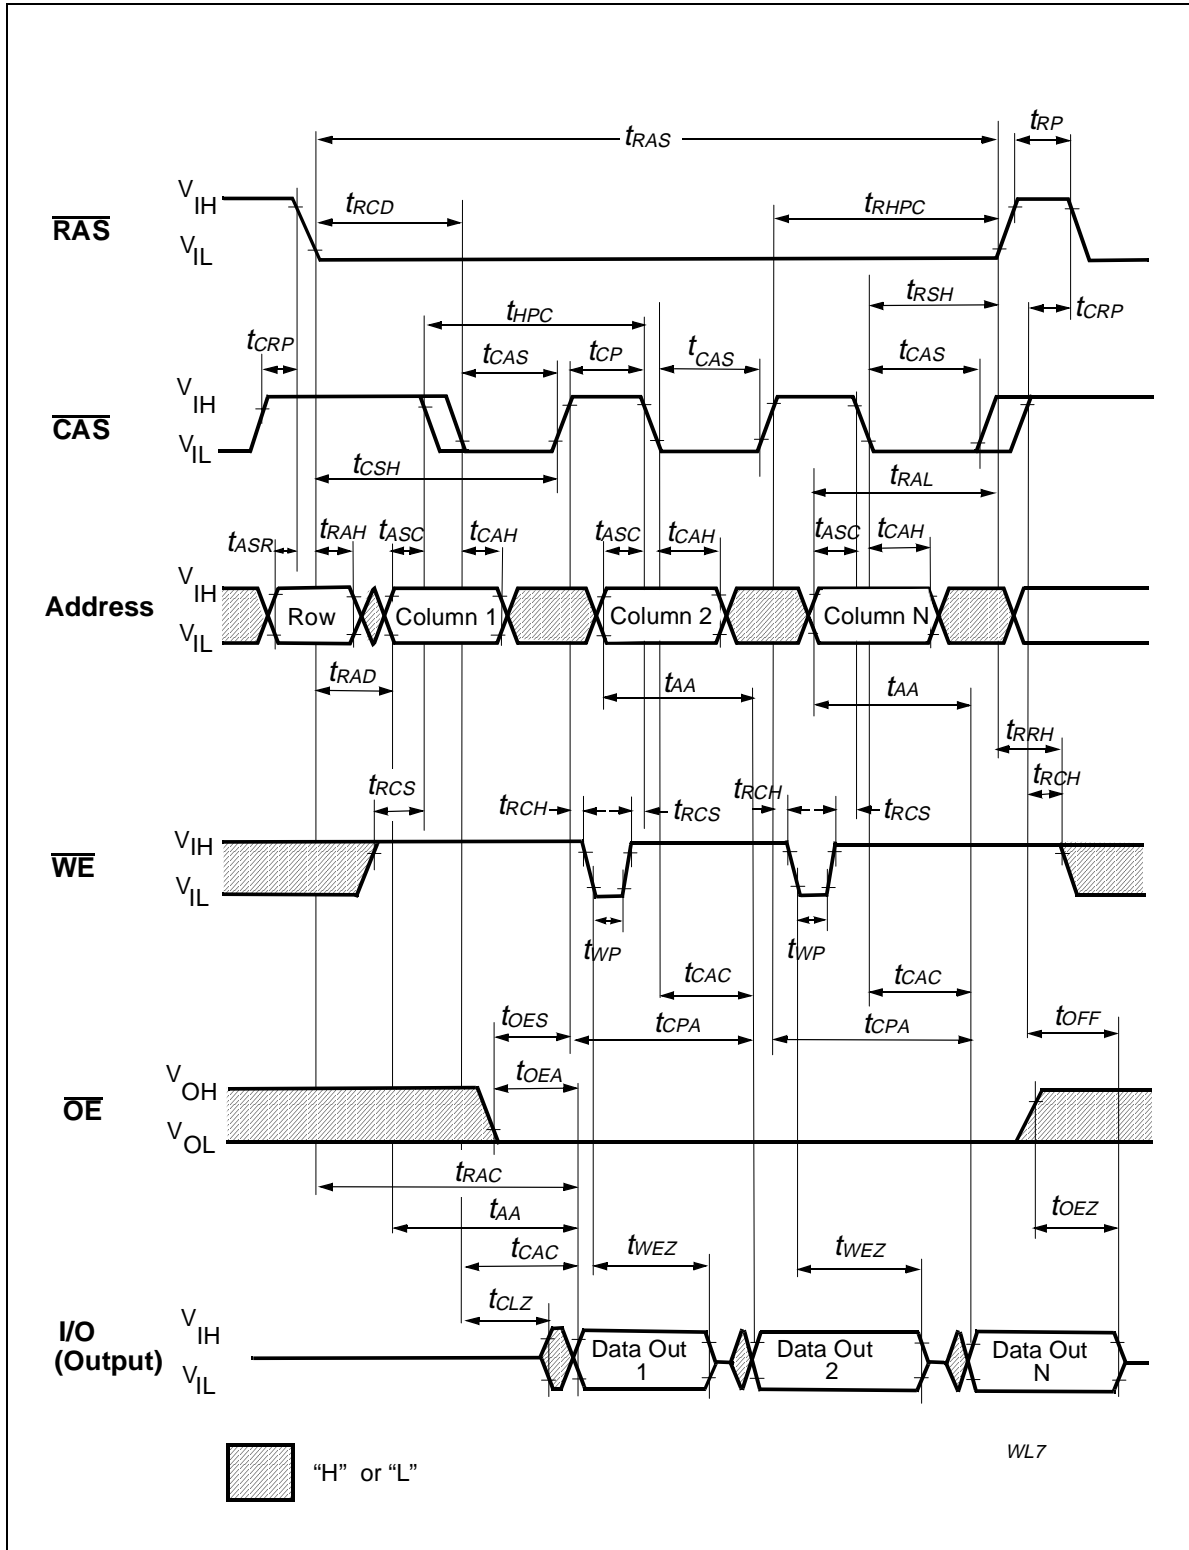 tRAS
tRP
VIH
RAS
VIL
tRCD
tRHPC
tRSH
tCRP
tHPC
tCRP
tCAS
tCP
tCAS
tCAS
VIH
CAS
VIL
tCSH
tRAL
tASR
tRAH
tASC
tCAH
tASC
tCAH
tASC
tCAH
VIH
Address
VIL
Row
Column 1
Column 2
Column N
tRAD
tAA
tAA
tRRH
tRCS
tRCH
tRCS
tRCH
tRCS
tRCH
VIH
WE
VIL
tWP
tWP
tCAC
tCAC
tOES
tCPA
tCPA
tOFF
tOEA
VOH
OE
VOL
tRAC
tAA
tOEZ
tCAC
tWEZ
tWEZ
tCLZ
VIH
I/O
(Output)
VIL
Data Out
1
Data Out
2
Data Out
N
WL7
“H” or “L”